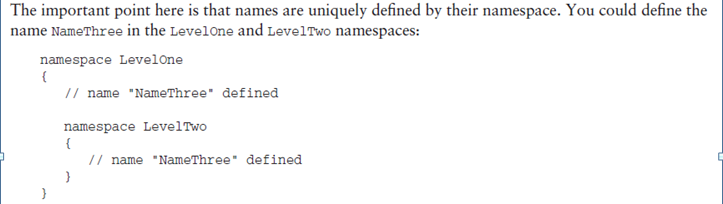 The important point here is that names are uniquely defined by their namespace. You could define the
name NameThree in the LevelOne and LevelTwo namespaces:
namespace LevelOne
{
// name "NameThree" defined
namespace LevelTwo
{
// name "NameThree" defined
}
}